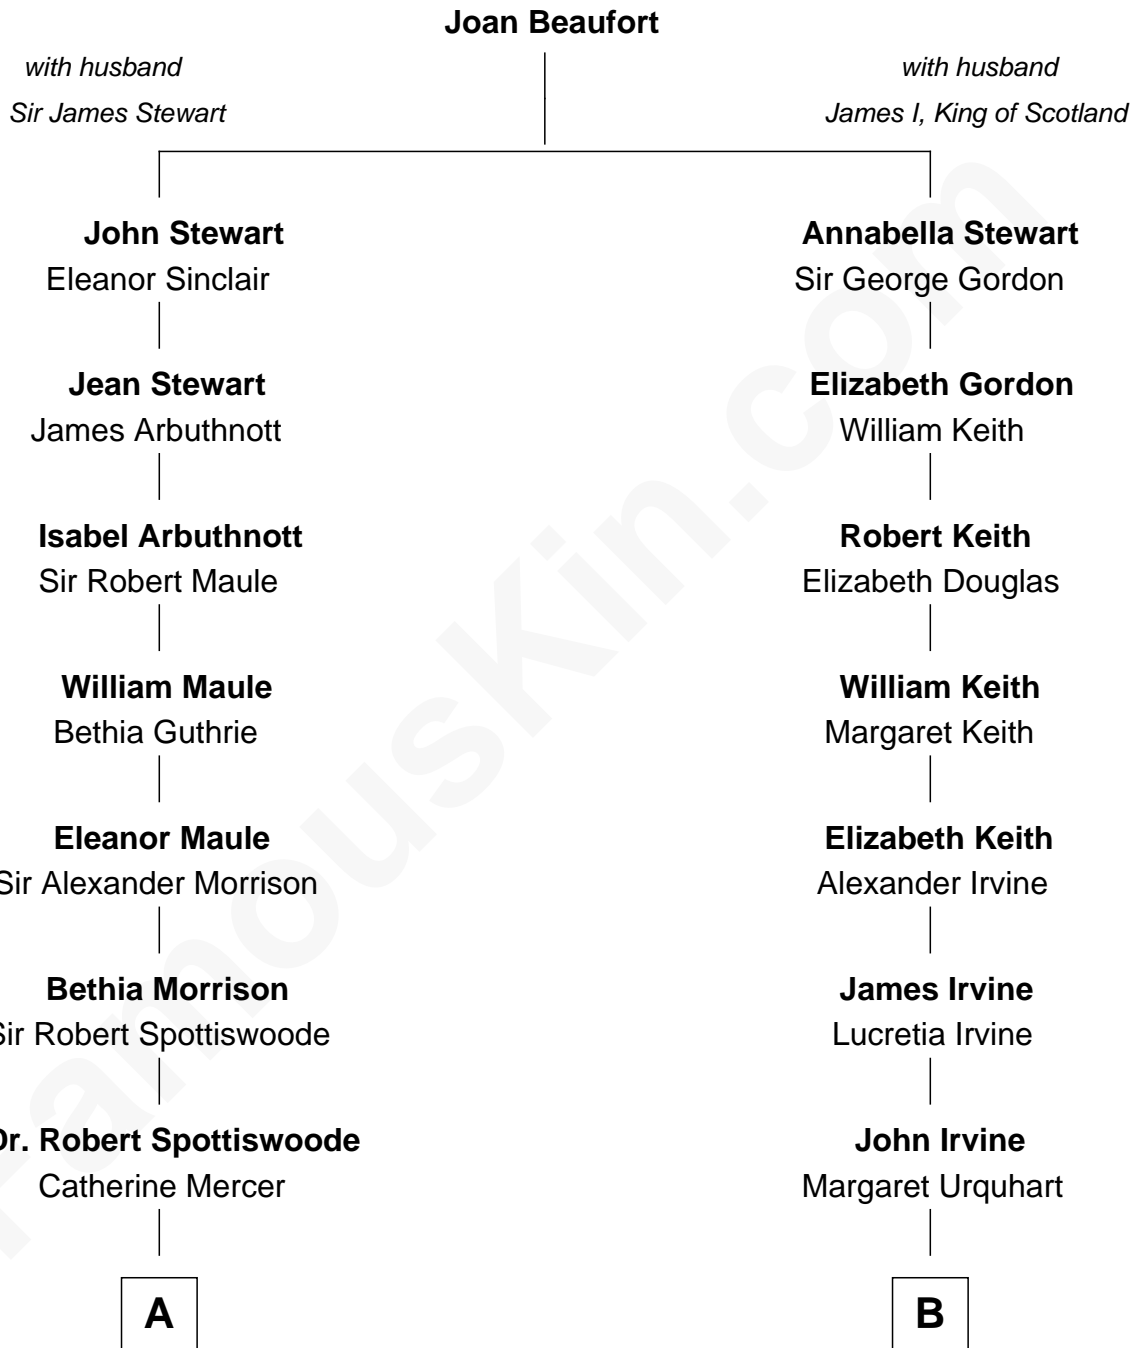 Joan Beaufort
with husband
Sir James Stewart
with husband
James I, King of Scotland
John Stewart
Eleanor Sinclair
Annabella Stewart
Sir George Gordon
Jean Stewart
James Arbuthnott
Elizabeth Gordon
William Keith
Isabel Arbuthnott
Sir Robert Maule
Robert Keith
Elizabeth Douglas
William Maule
Bethia Guthrie
William Keith
Margaret Keith
Eleanor Maule
Sir Alexander Morrison
Elizabeth Keith
Alexander Irvine
Bethia Morrison
Sir Robert Spottiswoode
James Irvine
Lucretia Irvine
Dr. Robert Spottiswoode
Catherine Mercer
John Irvine
Margaret Urquhart
A
B
FamousKin.com